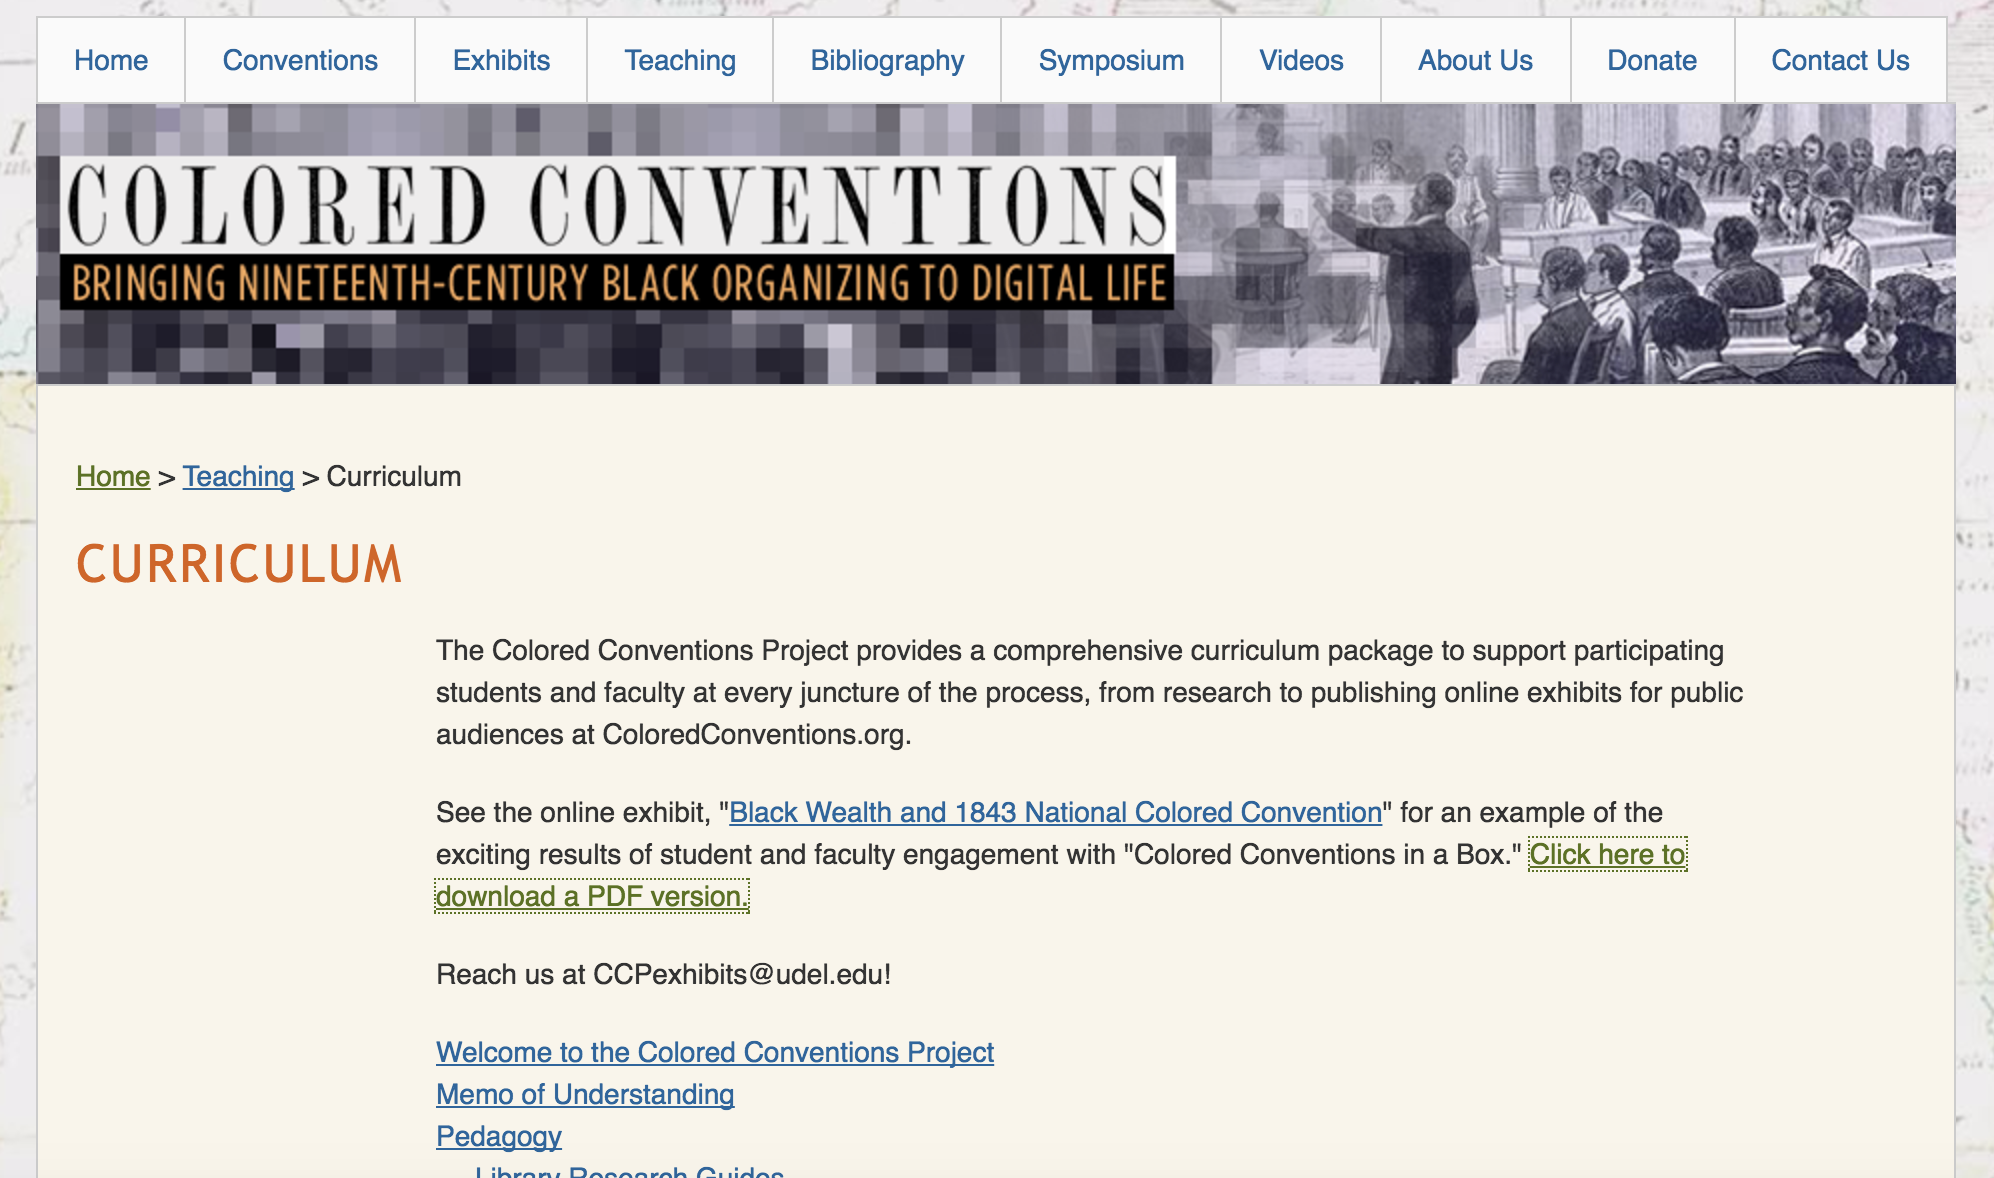 Home Conventions Exhibits Teaching Bibliography Symposium Videos About Us Donate Contact Us
COLORED CONVENTIONS
BRINGING NINETEENTH-CENTURY BLACK ORGANIZING TO DIGITAL LIFE
Home > Teaching > Curriculum
CURRICULUM
The Colored Conventions Project provides a comprehensive curriculum package to support participating
students and faculty at every juncture of the process, from research to publishing online exhibits for public
audiences at ColoredConventions.org.
See the online exhibit, "Black Wealth and 1843 National Colored Convention" for an example of the
exciting results of student and faculty engagement with "Colored Conventions in a Box." Click here to
download a PDF version.
Reach us at CCPexhibits@udel.edu!
Welcome to the Colored Conventions Project
Memo of Understanding
Pedagogy
Library Research Guides